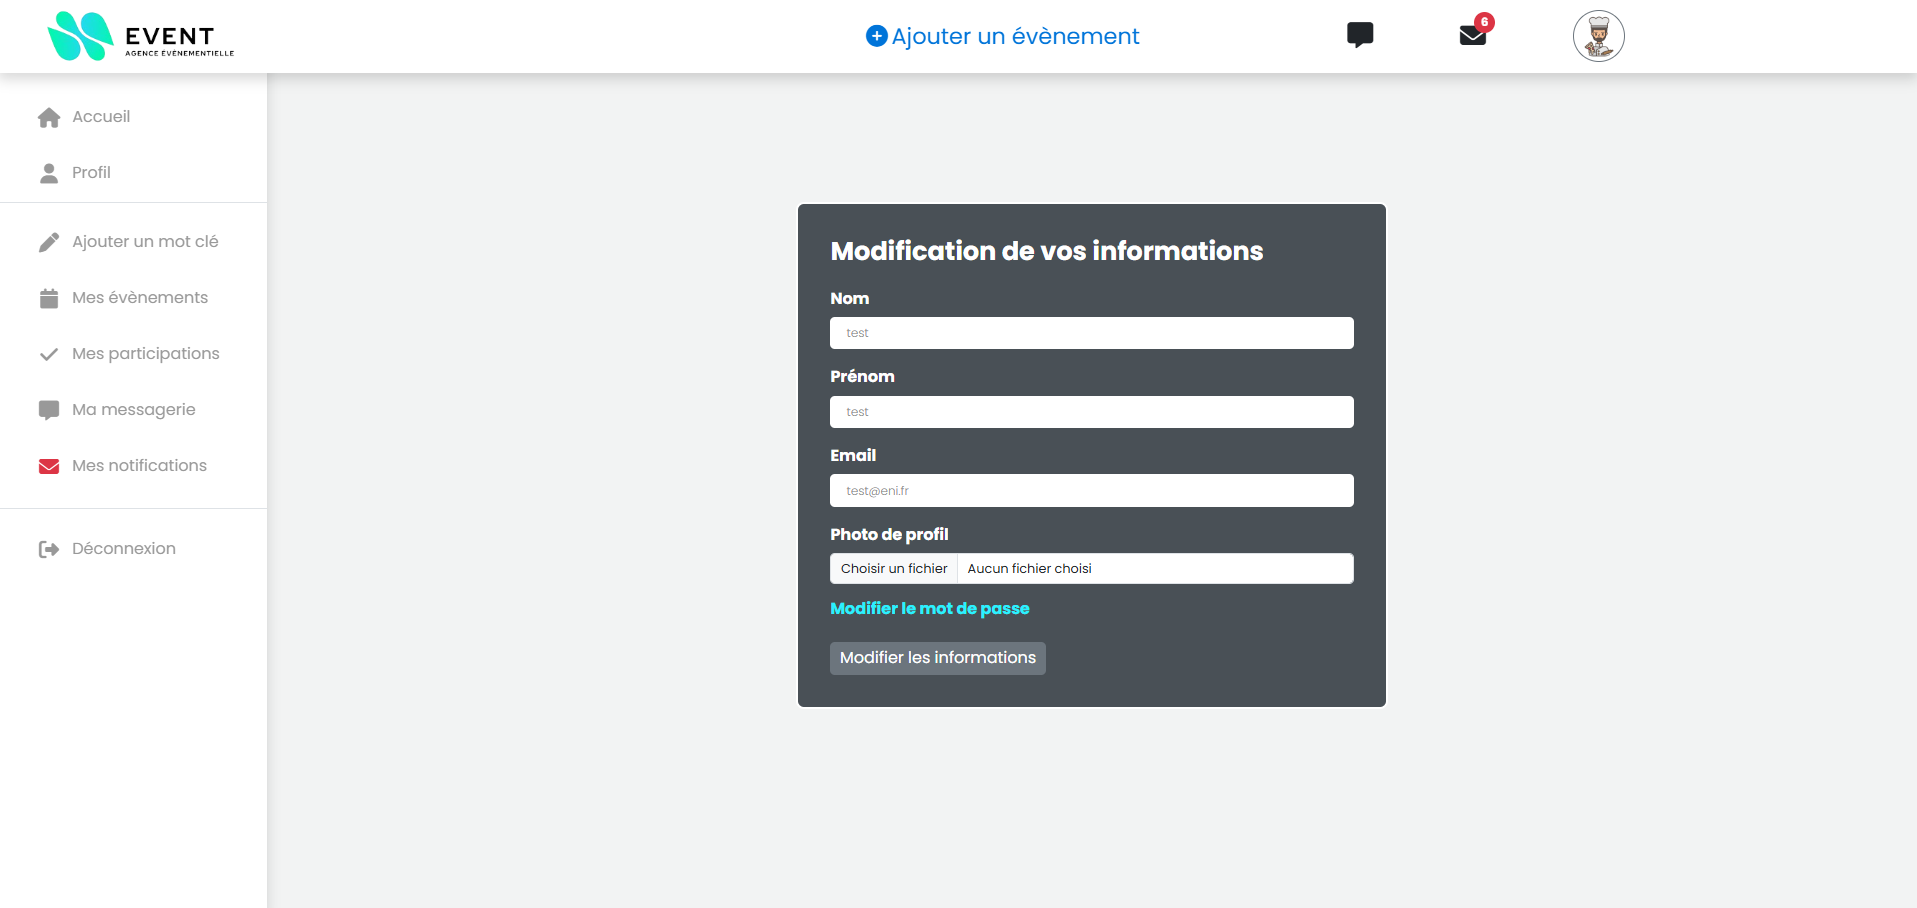 EVENT
AGENCE ÉVÉNEMENTIELLE
Ajouter un évènement
6
Accueil
Profil
Ajouter un mot clé
Mes évènements
Mes participations
Ma messagerie
Mes notifications
Déconnexion
Modification de vos informations
Nom
test
Prénom
test
Email
test@eni.fr
Photo de profil
Choisir un fichier Aucun fichier choisi
Modifier le mot de passe
Modifier les informations